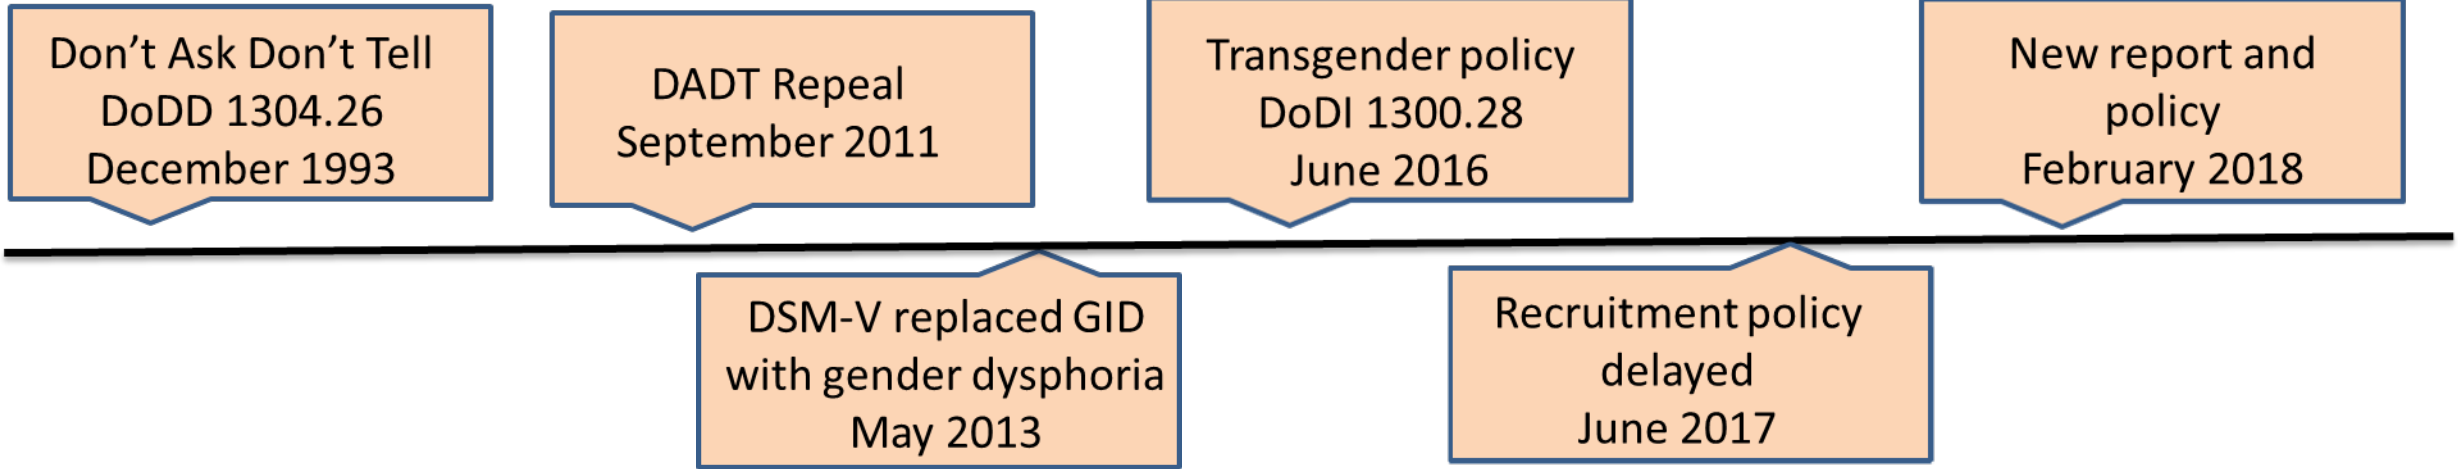 Don’t Ask Don’t Tell
DoDD 1304.26
December 1993
DADT Repeal
September 2011
DSM-V replaced GID
with gender dysphoria
May 2013
Transgender policy
DoDI 1300.28
June 2016
Recruitment policy
delayed
June 2017
New report and
policy
February 2018